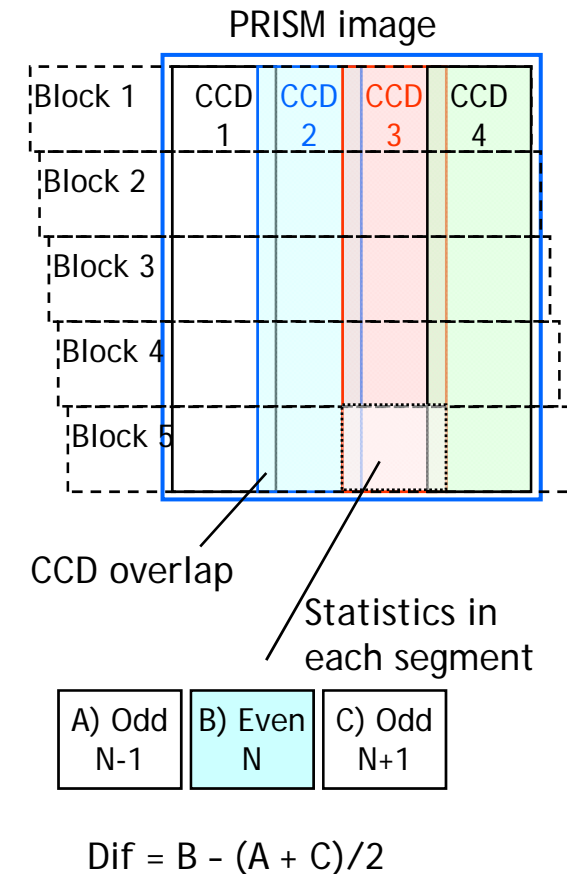 PRISM image
Block 1
CCD 1
CCD 2
CCD 3
CCD 4
Block 2
Block 3
Block 4
Block 5
CCD overlap
Statistics in
each segment
A) Odd
N-1
B) Even
N
C) Odd
N+1
Dif = B - (A + C)/2